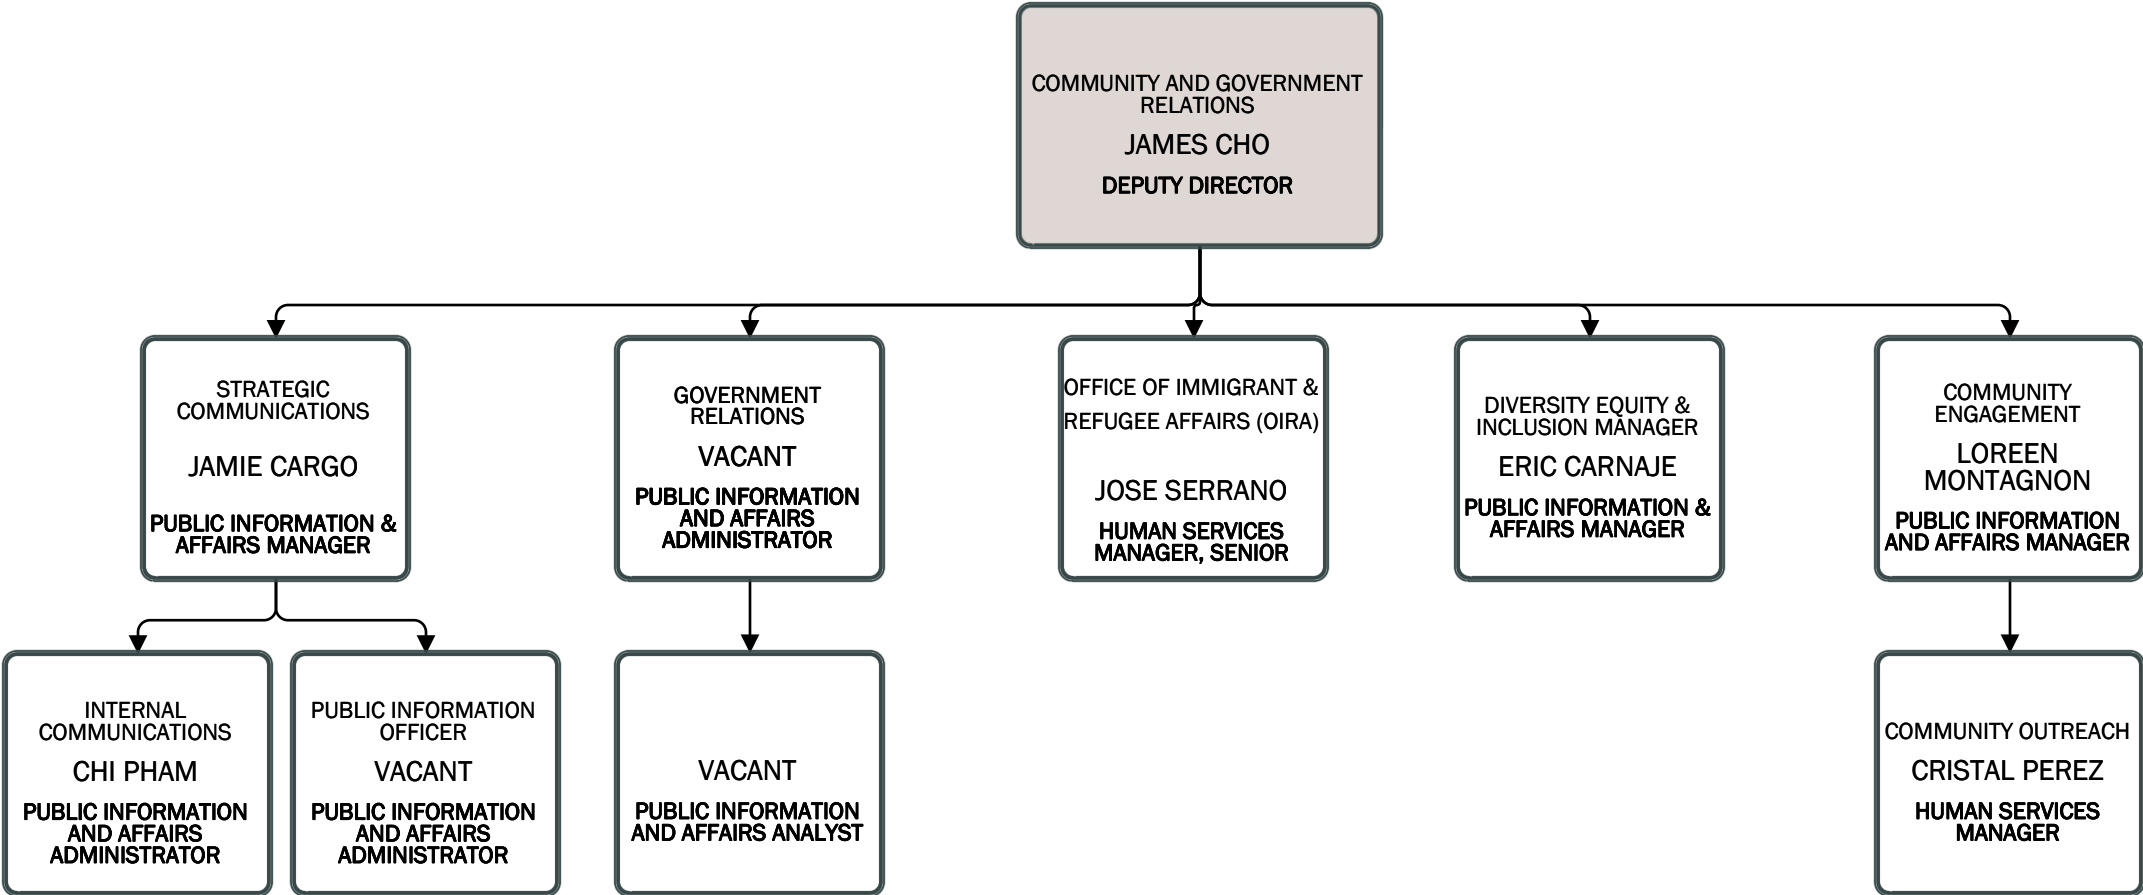 COMMUNITY AND GOVERNMENT
RELATIONS
JAMES CHO
DEPUTY DIRECTOR
STRATEGIC
COMMUNICATIONS
JAMIE CARGO
PUBLIC INFORMATION &
AFFAIRS MANAGER
GOVERNMENT
RELATIONS
VACANT
PUBLIC INFORMATION
AND AFFAIRS
ADMINISTRATOR
OFFICE OF IMMIGRANT &
REFUGEE AFFAIRS (OIRA)
JOSE SERRANO
HUMAN SERVICES
MANAGER, SENIOR
DIVERSITY EQUITY &
INCLUSION MANAGER
ERIC CARNAJE
PUBLIC INFORMATION &
AFFAIRS MANAGER
COMMUNITY
ENGAGEMENT
LOREEN
MONTAGNON
PUBLIC INFORMATION
AND AFFAIRS MANAGER
INTERNAL
COMMUNICATIONS
CHI PHAM
PUBLIC INFORMATION
AND AFFAIRS
ADMINISTRATOR
PUBLIC INFORMATION
OFFICER
VACANT
PUBLIC INFORMATION
AND AFFAIRS
ADMINISTRATOR
VACANT
PUBLIC INFORMATION
AND AFFAIRS ANALYST
COMMUNITY OUTREACH
CRISTAL PEREZ
HUMAN SERVICES
MANAGER